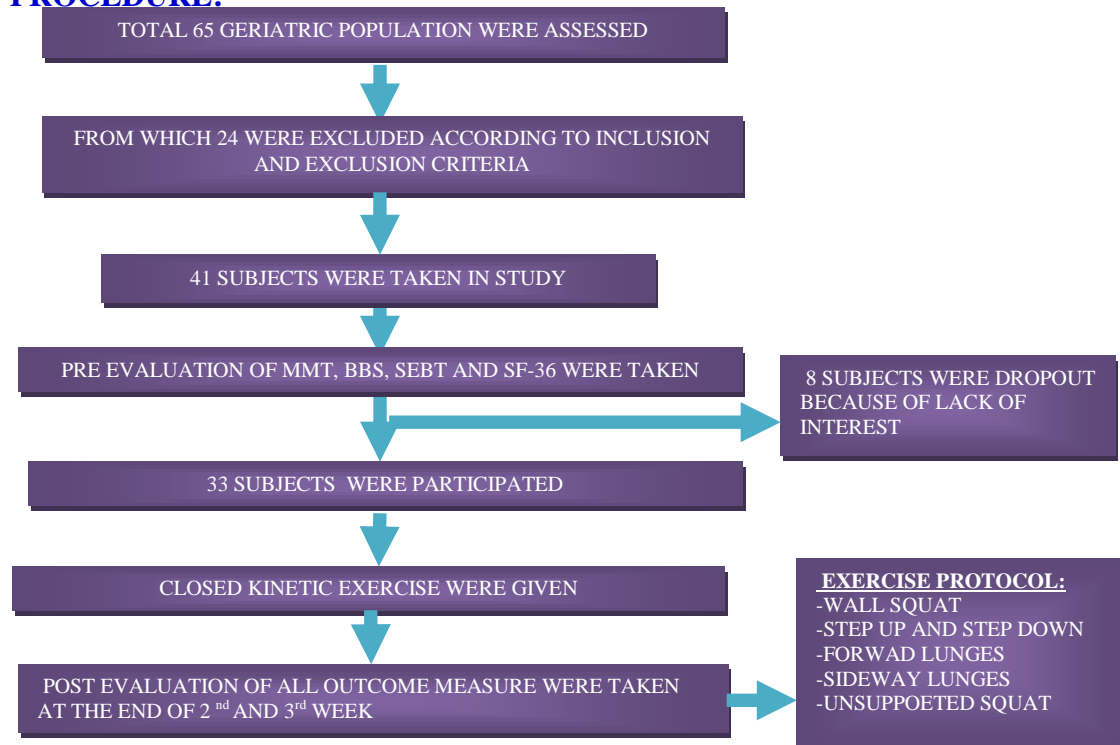 PROCEDURE:
TOTAL 65 GERIATRIC POPULATION WERE ASSESSED
FROM WHICH 24 WERE EXCLUDED ACCORDING TO INCLUSION
AND EXCLUSION CRITERIA
41 SUBJECTS WERE TAKEN IN STUDY
PRE EVALUATION OF MMT, BBS, SEBT AND SF-36 WERE TAKEN
8 SUBJECTS WERE DROPOUT
BECAUSE OF LACK OF
INTEREST
33 SUBJECTS WERE PARTICIPATED
CLOSED KINETIC EXERCISE WERE GIVEN
POST EVALUATION OF ALL OUTCOME MEASURE WERE TAKEN
AT THE END OF 2 nd AND 3rd WEEK
EXERCISE PROTOCOL:
-WALL SQUAT
-STEP UP AND STEP DOWN
-FORWAD LUNGES
-SIDEWAY LUNGES
-UNSUPPOETED SQUAT